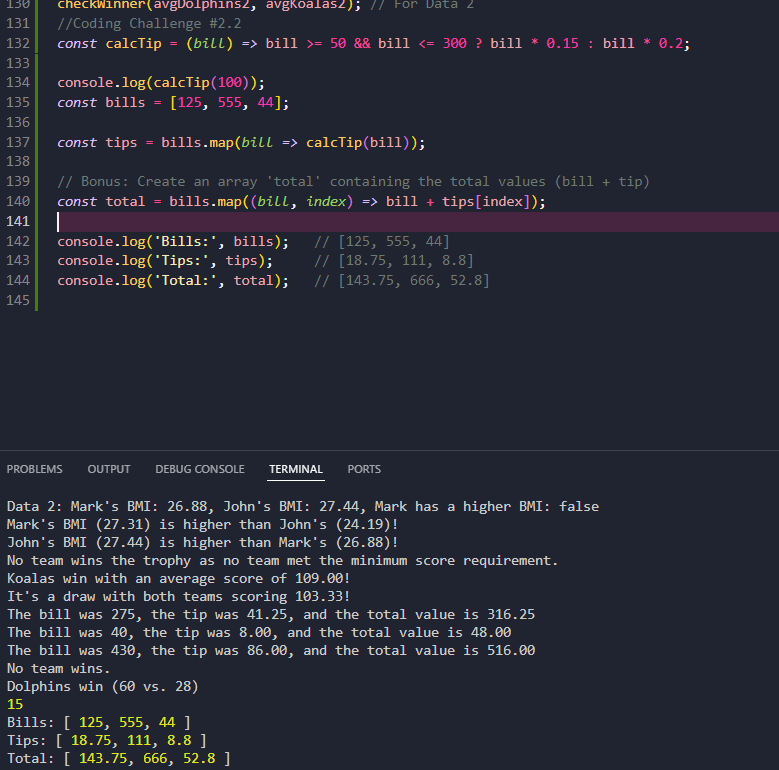 130 checkWinner(avgDolphins2, avgKoalas2); // For Data 2
131 //Coding Challenge #2.2
132 const calcTip = (bill) => bill >= 50 && bill <= 300 ? bill * 0.15 : bill * 0.2;
133
134 console.log(calcTip(100));
135 const bills = [125, 555, 44];
136
137 const tips = bills.map(bill => calcTip(bill));
138
139 // Bonus: Create an array 'total' containing the total values (bill + tip)
140 const total = bills.map((bill, index) => bill + tips[index]);
141
142 console.log('Bills:', bills);   // [125, 555, 44]
143 console.log('Tips:', tips);     // [18.75, 111, 8.8]
144 console.log('Total:', total);   // [143.75, 666, 52.8]
145
PROBLEMS OUTPUT DEBUG CONSOLE TERMINAL PORTS
Data 2: Mark's BMI: 26.88, John's BMI: 27.44, Mark has a higher BMI: false
Mark's BMI (27.31) is higher than John's (24.19)!
John's BMI (27.44) is higher than Mark's (26.88)!
No team wins the trophy as no team met the minimum score requirement.
Koalas win with an average score of 109.00!
It's a draw with both teams scoring 103.33!
The bill was 275, the tip was 41.25, and the total value is 316.25
The bill was 40, the tip was 8.00, and the total value is 48.00
The bill was 430, the tip was 86.00, and the total value is 516.00
No team wins.
Dolphins win (60 vs. 28)
15
Bills: [ 125, 555, 44 ]
Tips: [ 18.75, 111, 8.8 ]
Total: [ 143.75, 666, 52.8 ]